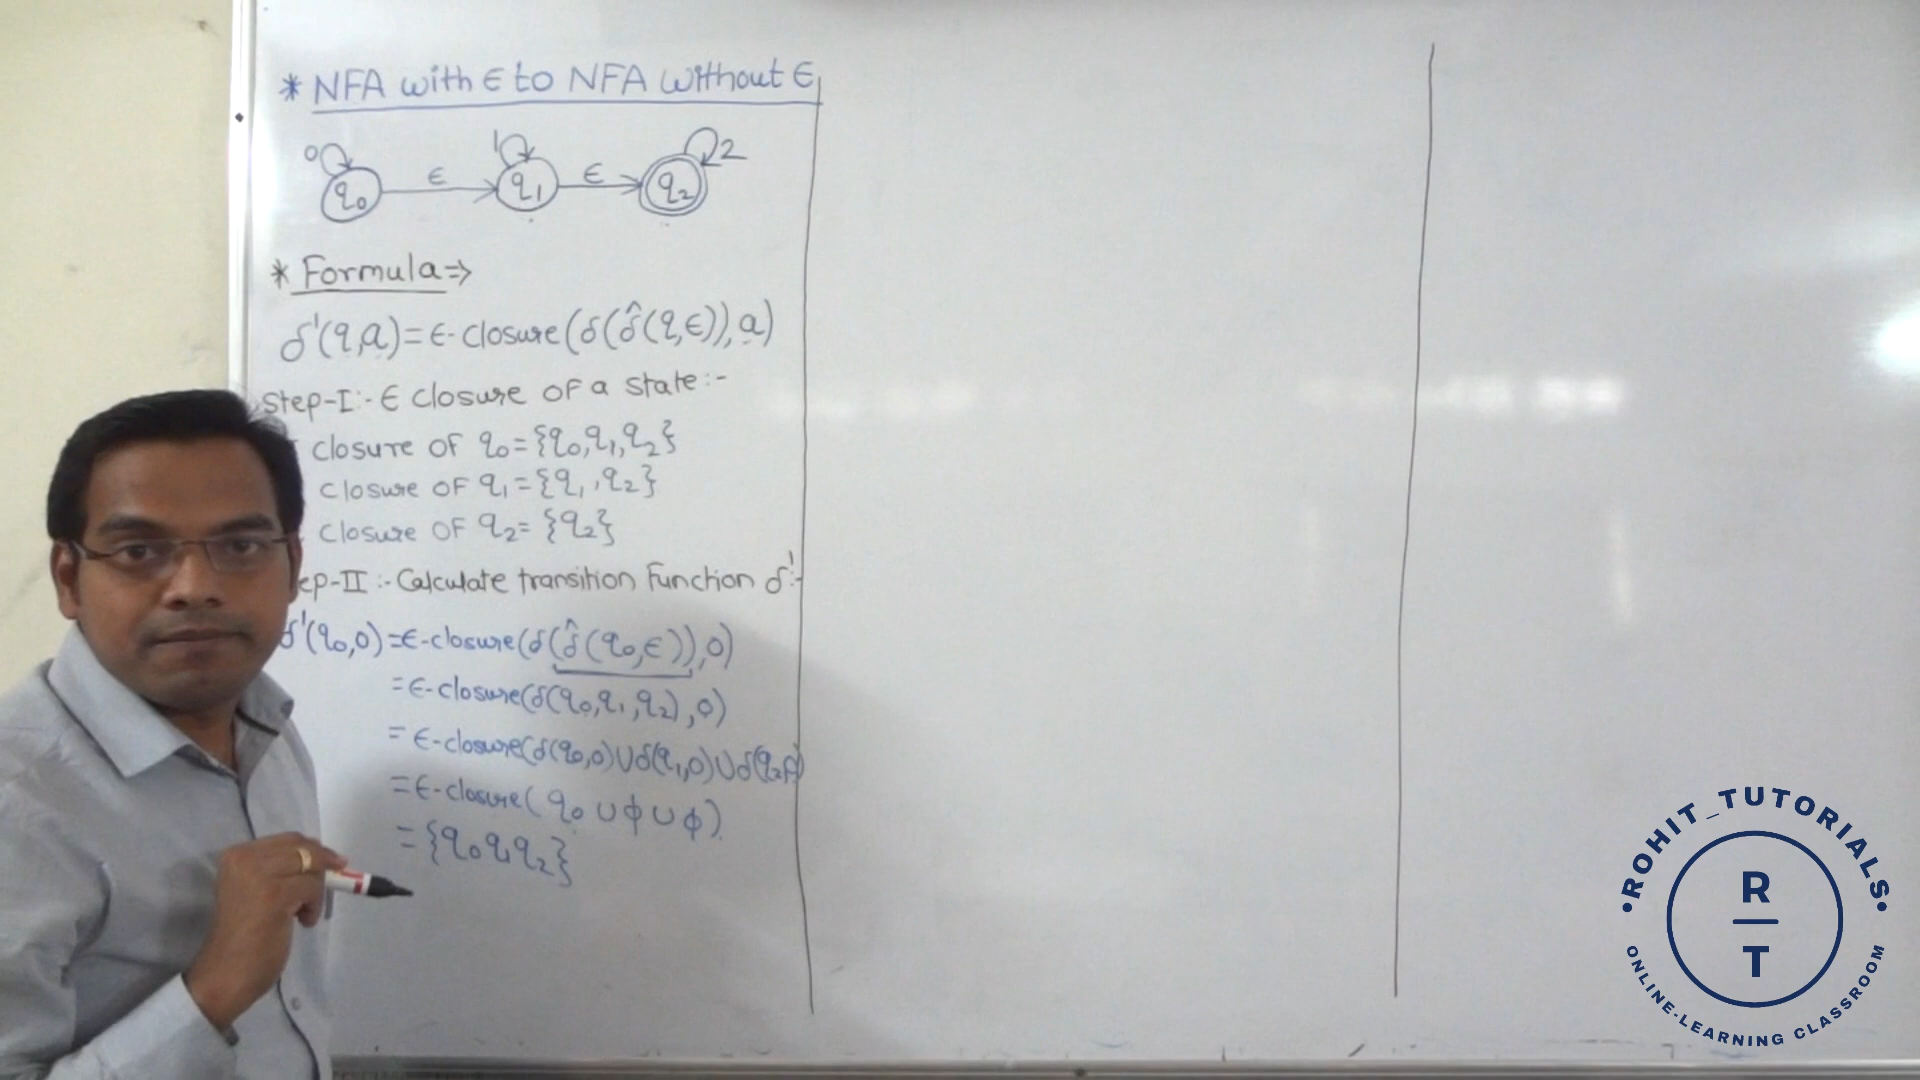 * NFA with ϵ to NFA without ϵ
0 1 2
q₀ ϵ q₁ ϵ q₂
* Formula⇒
δ'(q,a)=ϵ-closure(δ(δ̂(q,ϵ)),a)
Step-I:- ϵ closure of a state:-
closure of q₀={q₀,q₁,q₂}
closure of q₁={q₁,q₂}
closure of q₂={q₂}
ep-II:- Calculate transition function δ':-
δ'(q₀,0)=ϵ-closure(δ(δ̂(q₀,ϵ)),0)
=ϵ-closure(δ(q₀,q₁,q₂),0)
=ϵ-closure(δ(q₀,0)∪δ(q₁,0)∪δ(q₂,0)
=ϵ-closure(q₀∪ϕ∪ϕ)
={q₀q₁q₂}
ROHIT_TUTORIALS
R
T
ONLINE-LEARNING CLASSROOM